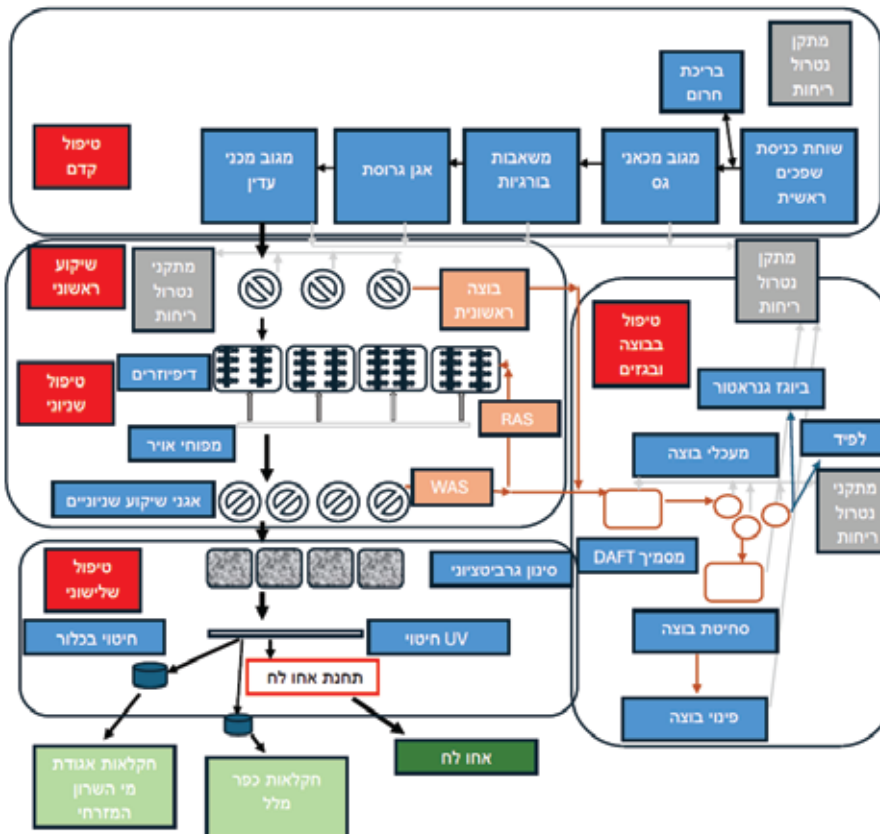 מתקן
נטרול
ריחות
בריכת
חרום
טיפול
קדם
שוחת כניסת
שפכים
ראשית
מגוב מכאני
גס
משאבות
בורגיות
אגן גרוסת
מגוב מכני
עדין
שיקוע
ראשוני
מתקני
נטרול
ריחות
בוצה
ראשונית
מתקן
נטרול
ריחות
טיפול
בבוצה
ובגזים
טיפול
שניוני
דיפיוזרים
RAS
ביוגז גנראטור
לפיד
מפוחי אויר
מעכלי בוצה
אגני שיקוע שניוניים
WAS
מתקני
נטרול
ריחות
טיפול
שלישוני
סינון גרביטציוני
מסמיך DAFT
חיטוי בכלור
חיטוי UV
סחיטת בוצה
תחנת אחו לח
פינוי בוצה
אחו לח
חקלאות אגודת
מי השרון
המזרחי
חקלאות כפר
מלל